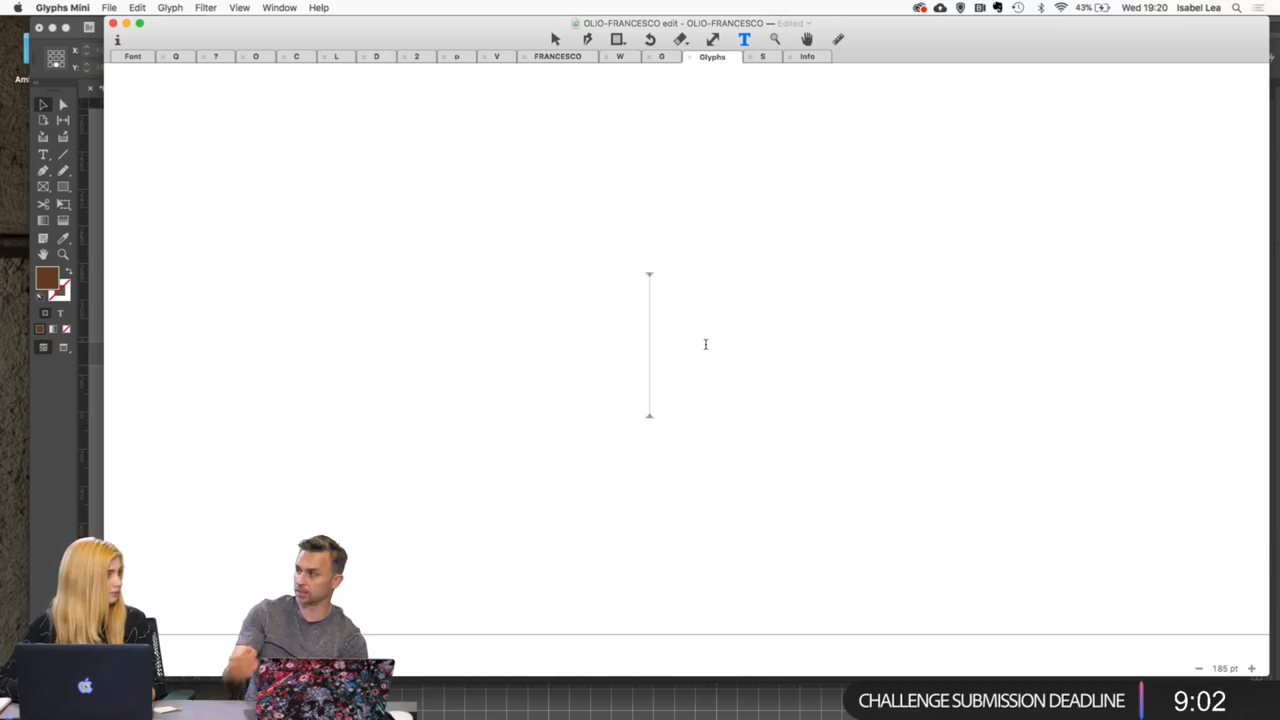 Glyphs Mini File Edit Glyph Filter View Window Help 43% Wed 19:20 Isabel Lea
OLIO-FRANCESCO edit - OLIO-FRANCESCO — Edited
Br
X:
Y:
i
T
Font Q ? O C L D 2 D V FRANCESCO W G Glyphs S Info
T
T
185 pt
CHALLENGE SUBMISSION DEADLINE 9:02